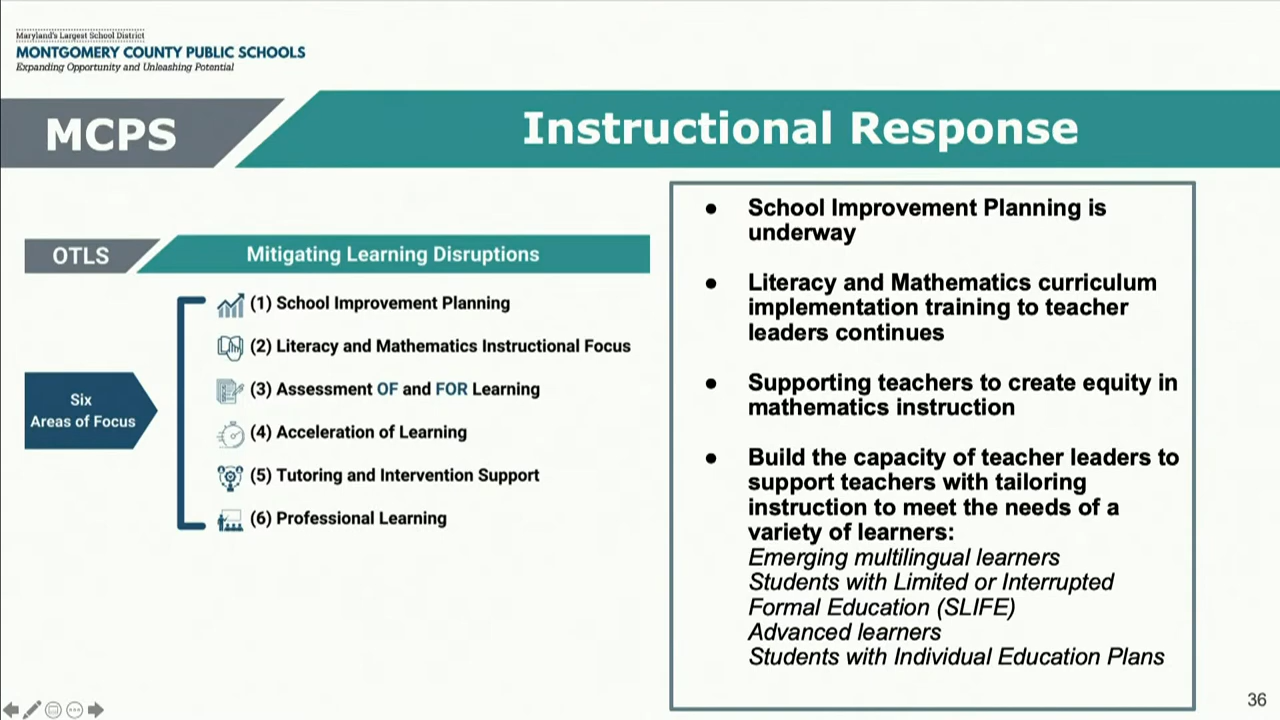 Maryland's Largest School District
MONTGOMERY COUNTY PUBLIC SCHOOLS
Expanding Opportunity and Unleashing Potential
MCPS
Instructional Response
OTLS
Mitigating Learning Disruptions
Six
Areas of Focus
(1) School Improvement Planning
(2) Literacy and Mathematics Instructional Focus
(3) Assessment OF and FOR Learning
(4) Acceleration of Learning
(5) Tutoring and Intervention Support
(6) Professional Learning
● School Improvement Planning is
underway
● Literacy and Mathematics curriculum
implementation training to teacher
leaders continues
● Supporting teachers to create equity in
mathematics instruction
● Build the capacity of teacher leaders to
support teachers with tailoring
instruction to meet the needs of a
variety of learners:
Emerging multilingual learners
Students with Limited or Interrupted
Formal Education (SLIFE)
Advanced learners
Students with Individual Education Plans
36